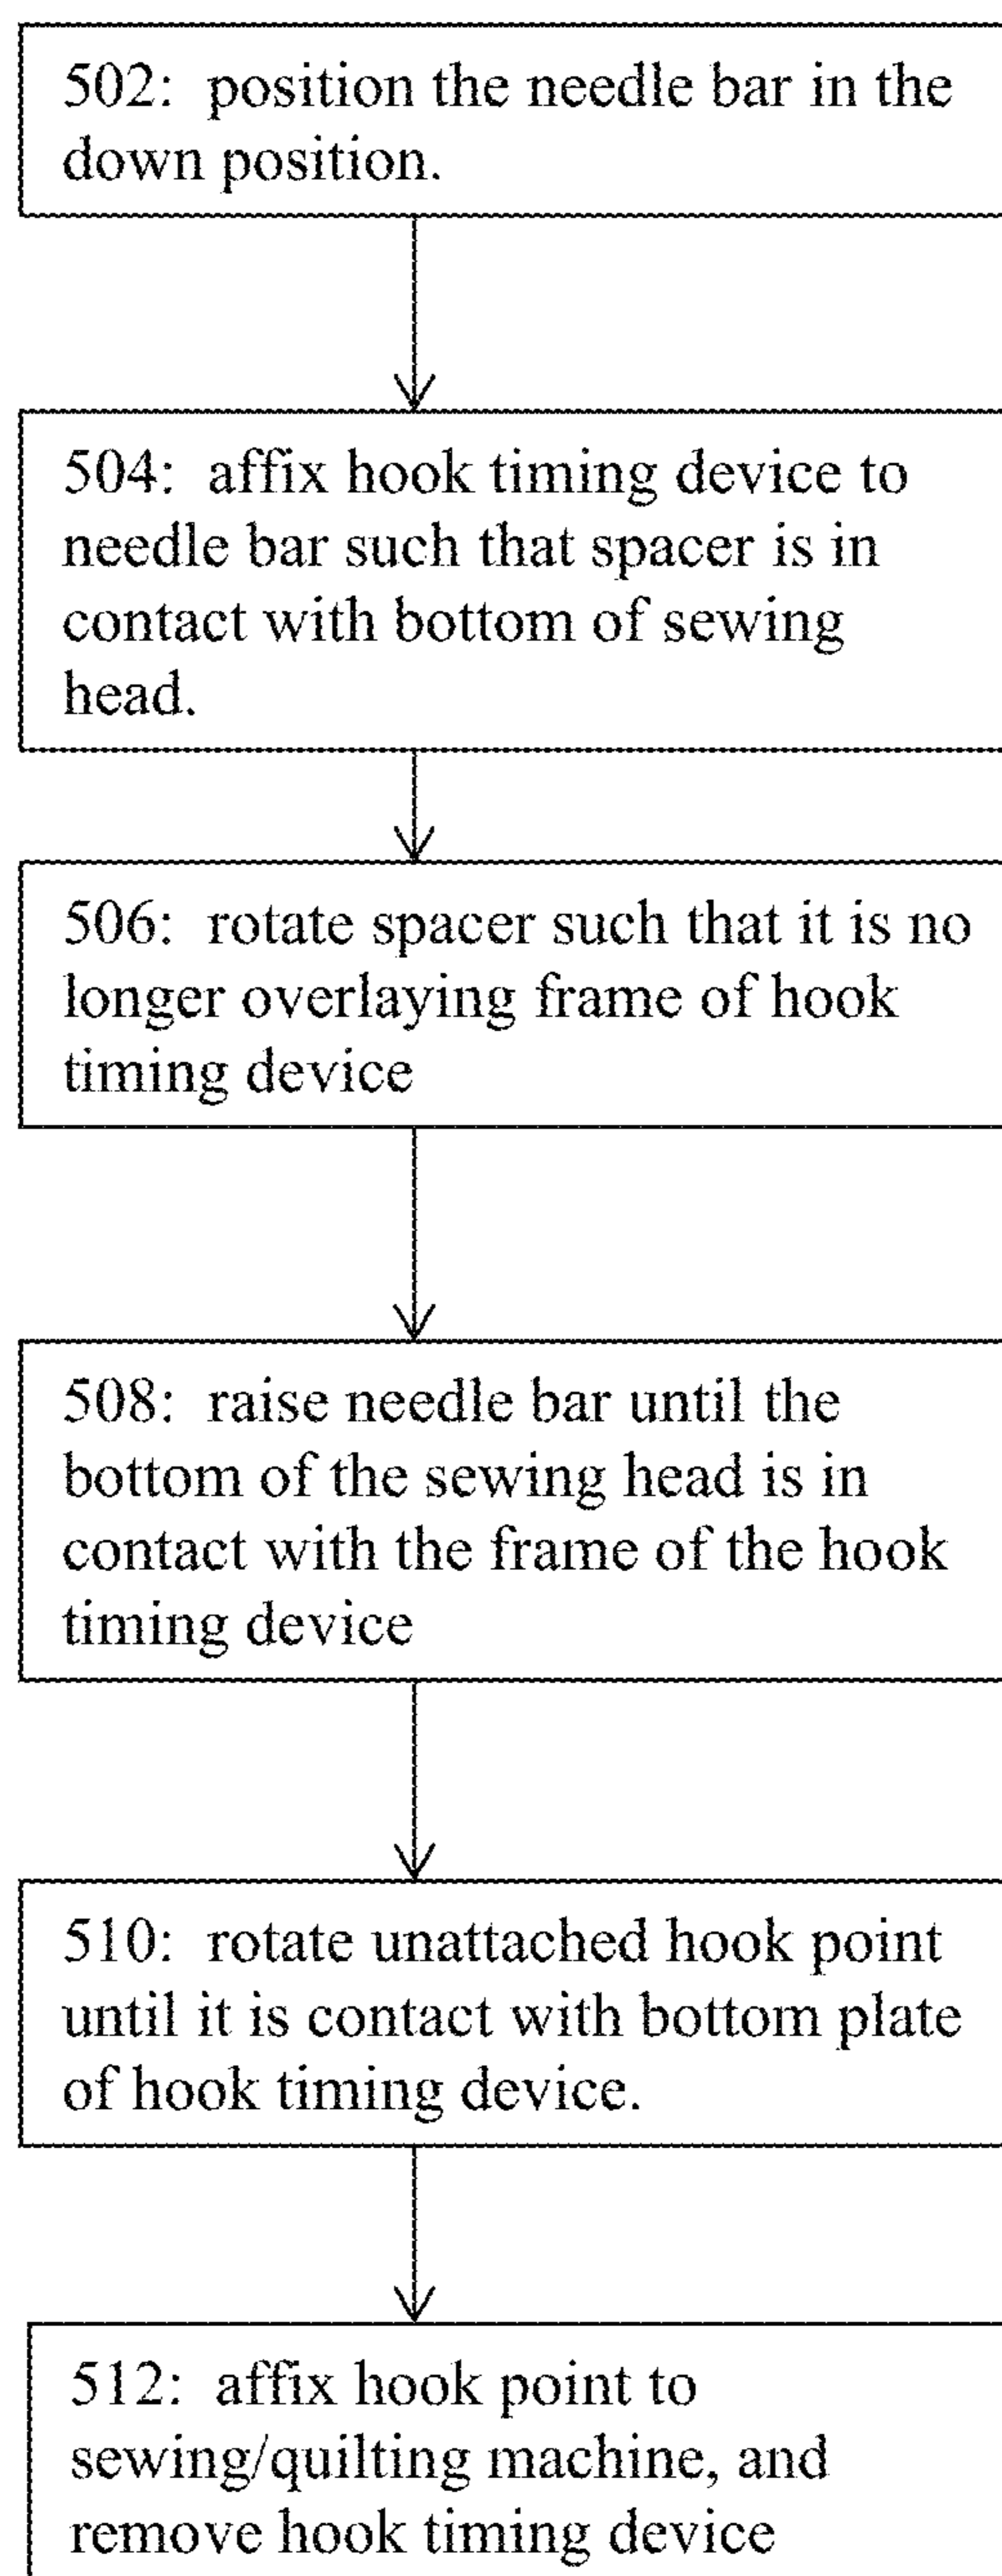 502: position the needle bar in the
down position.
504: affix hook timing device to
needle bar such that spacer is in
contact with bottom of sewing
head.
506: rotate spacer such that it is no
longer overlaying frame of hook
timing device
508: raise needle bar until the
bottom of the sewing head is in
contact with the frame of the hook
timing device
510: rotate unattached hook point
until it is contact with bottom plate
of hook timing device.
512: affix hook point to
sewing/quilting machine, and
remove hook timing device